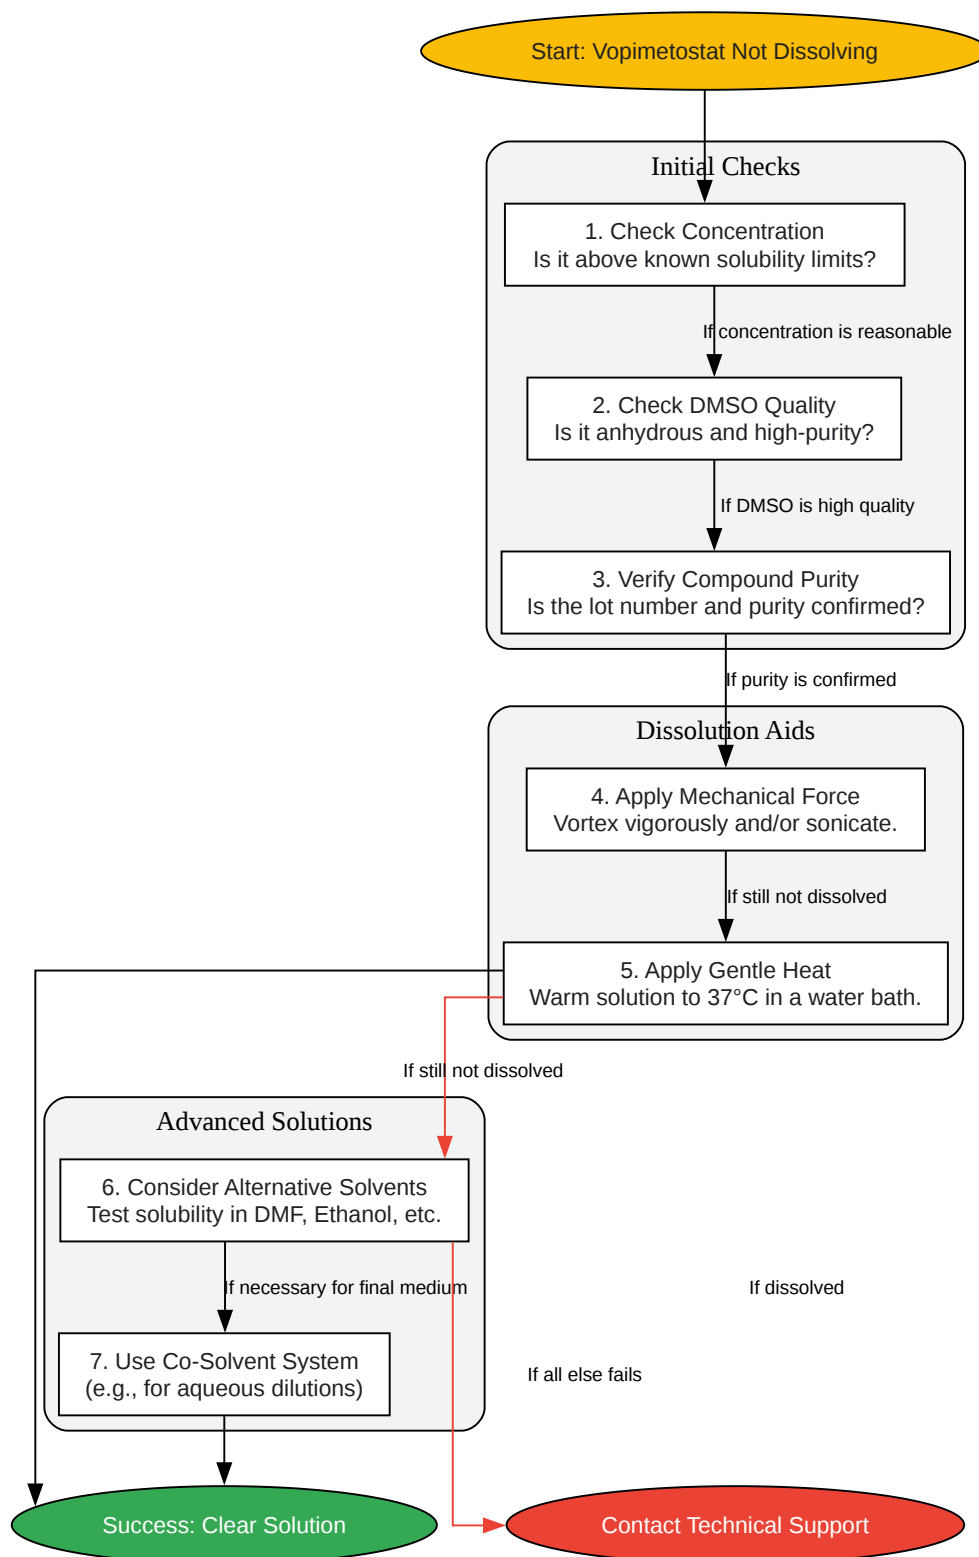 Start: Vopimetostat Not Dissolving
Initial Checks
1. Check Concentration
Is it above known solubility limits?
If concentration is reasonable
2. Check DMSO Quality
Is it anhydrous and high-purity?
If DMSO is high quality
3. Verify Compound Purity
Is the lot number and purity confirmed?
If purity is confirmed
Dissolution Aids
4. Apply Mechanical Force
Vortex vigorously and/or sonicate.
If still not dissolved
5. Apply Gentle Heat
Warm solution to 37°C in a water bath.
If still not dissolved
Advanced Solutions
6. Consider Alternative Solvents
Test solubility in DMF, Ethanol, etc.
If necessary for final medium
If dissolved
7. Use Co-Solvent System
(e.g., for aqueous dilutions)
If all else fails
Success: Clear Solution
Contact Technical Support